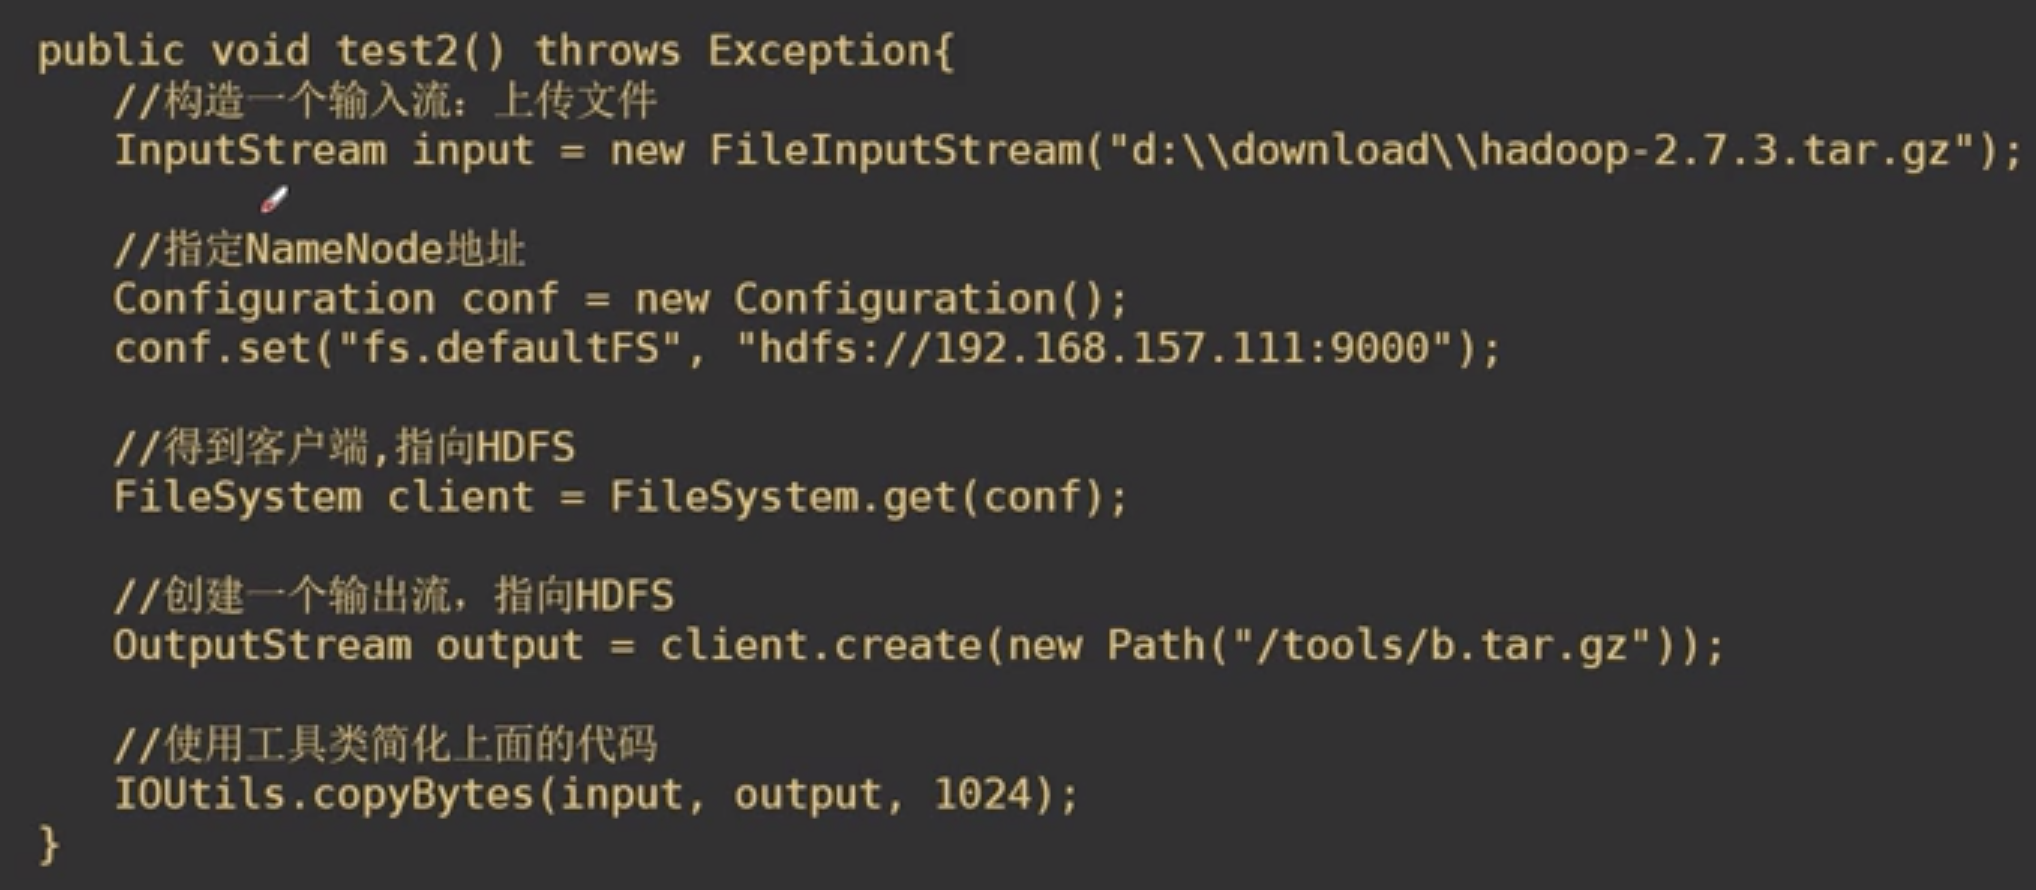 public void test2() throws Exception{
//构造一个输入流：上传文件
InputStream input = new FileInputStream("d:\\download\\hadoop-2.7.3.tar.gz");
//指定NameNode地址
Configuration conf = new Configuration();
conf.set("fs.defaultFS", "hdfs://192.168.157.111:9000");
//得到客户端,指向HDFS
FileSystem client = FileSystem.get(conf);
//创建一个输出流，指向HDFS
OutputStream output = client.create(new Path("/tools/b.tar.gz"));
//使用工具类简化上面的代码
IOUtils.copyBytes(input, output, 1024);
}